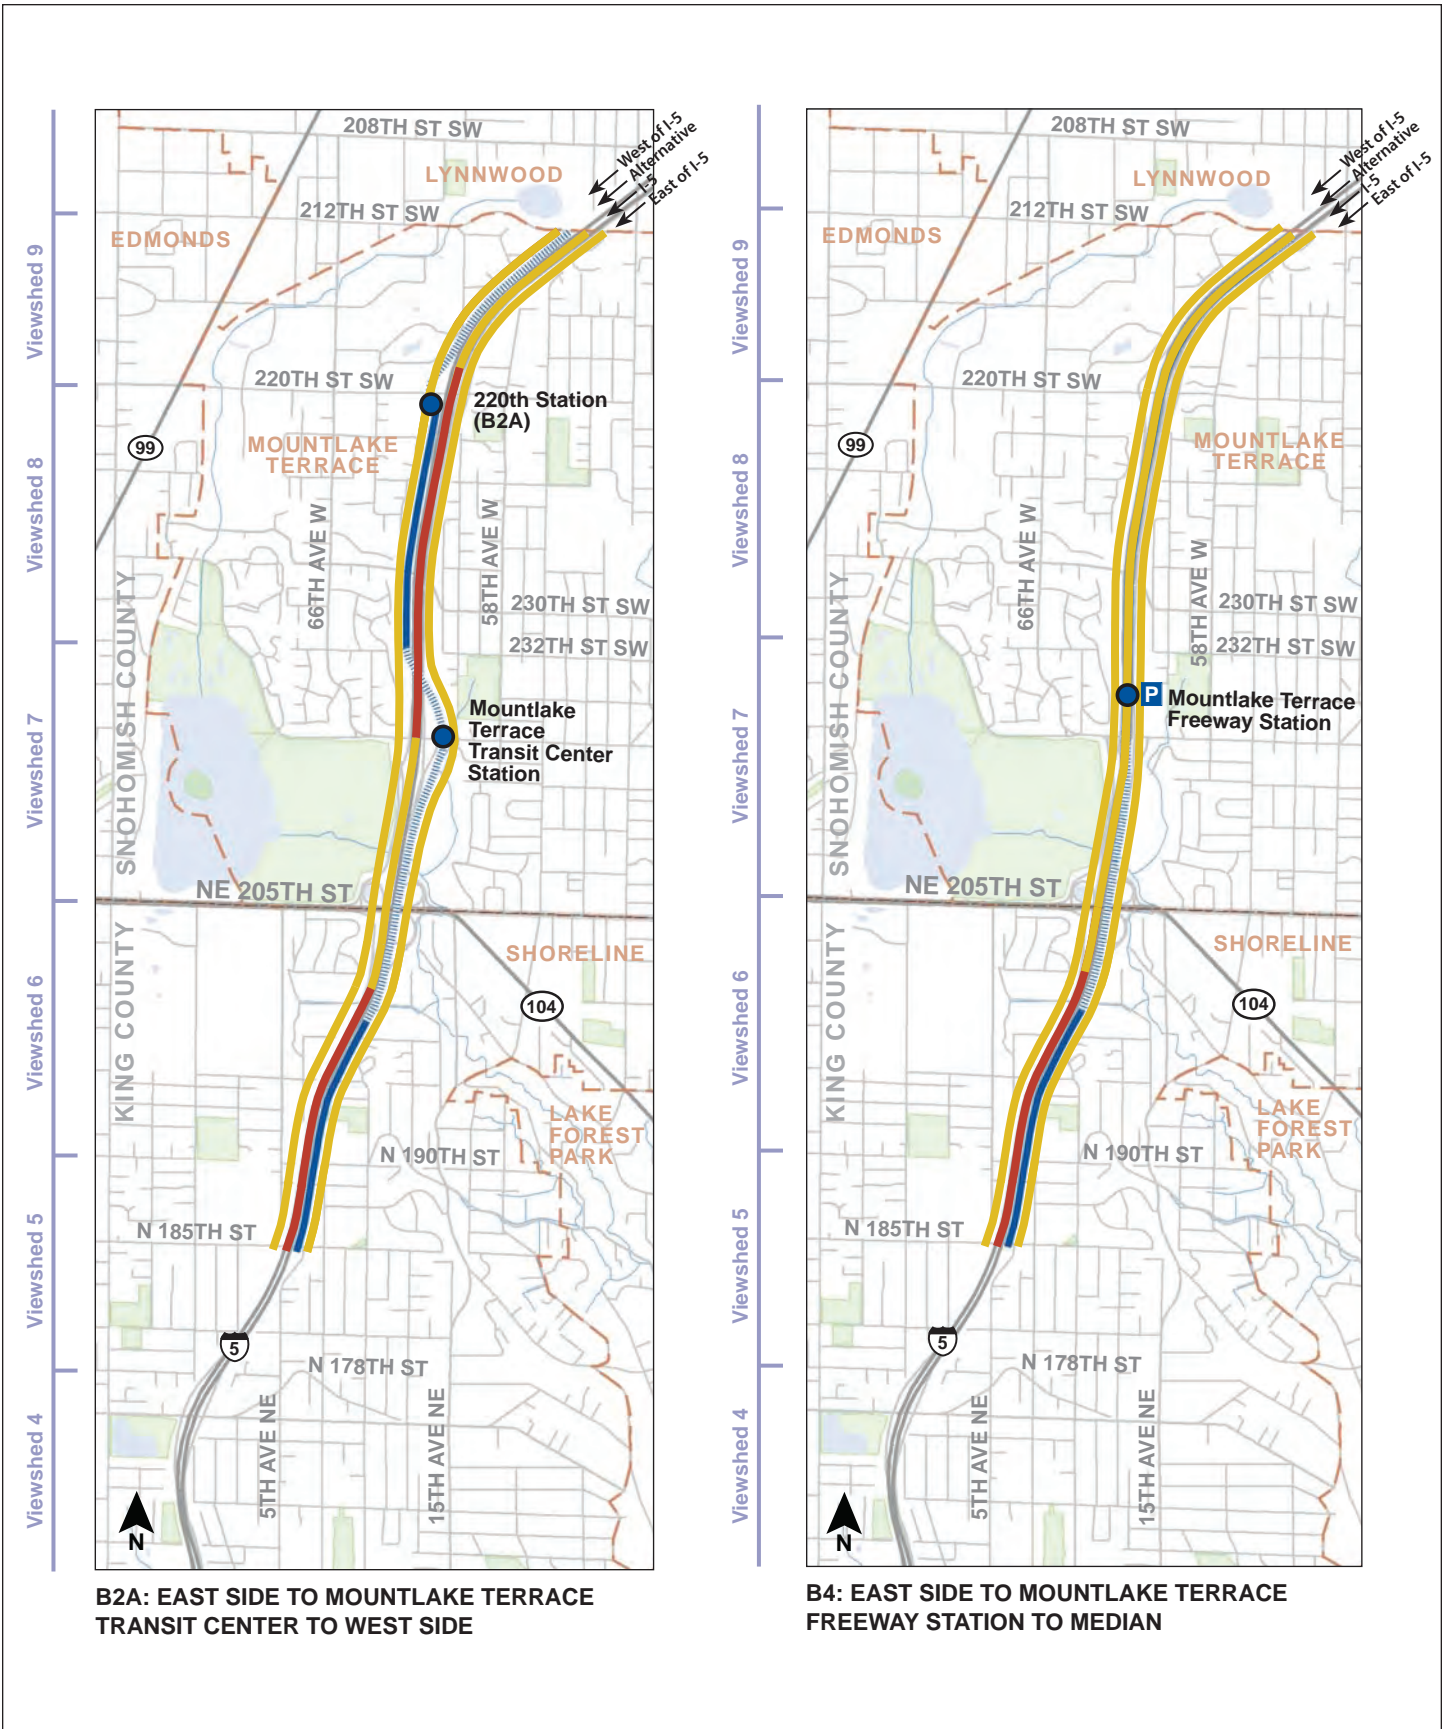 208TH ST SW
West of I-5
Alternative
I-5
East of I-5
LYNNWOOD
212TH ST SW
EDMONDS
Viewshed 9
220TH ST SW
220th Station
(B2A)
99
MOUNTLAKE
TERRACE
Viewshed 8
66TH AVE W
58TH AVE W
230TH ST SW
232TH ST SW
SNOHOMISH COUNTY
Mountlake
Terrace
Transit Center
Station
Viewshed 7
NE 205TH ST
KING COUNTY
SHORELINE
104
Viewshed 6
LAKE
FOREST
PARK
N 190TH ST
N 185TH ST
Viewshed 5
5
N 178TH ST
5TH AVE NE
15TH AVE NE
Viewshed 4
N
B2A: EAST SIDE TO MOUNTLAKE TERRACE
TRANSIT CENTER TO WEST SIDE
208TH ST SW
West of I-5
Alternative
I-5
East of I-5
LYNNWOOD
212TH ST SW
EDMONDS
Viewshed 9
220TH ST SW
99
MOUNTLAKE
TERRACE
Viewshed 8
66TH AVE W
58TH AVE W
230TH ST SW
232TH ST SW
SNOHOMISH COUNTY
P
Mountlake Terrace
Freeway Station
Viewshed 7
NE 205TH ST
KING COUNTY
SHORELINE
104
Viewshed 6
LAKE
FOREST
PARK
N 190TH ST
N 185TH ST
Viewshed 5
5
N 178TH ST
5TH AVE NE
15TH AVE NE
Viewshed 4
N
B4: EAST SIDE TO MOUNTLAKE TERRACE
FREEWAY STATION TO MEDIAN